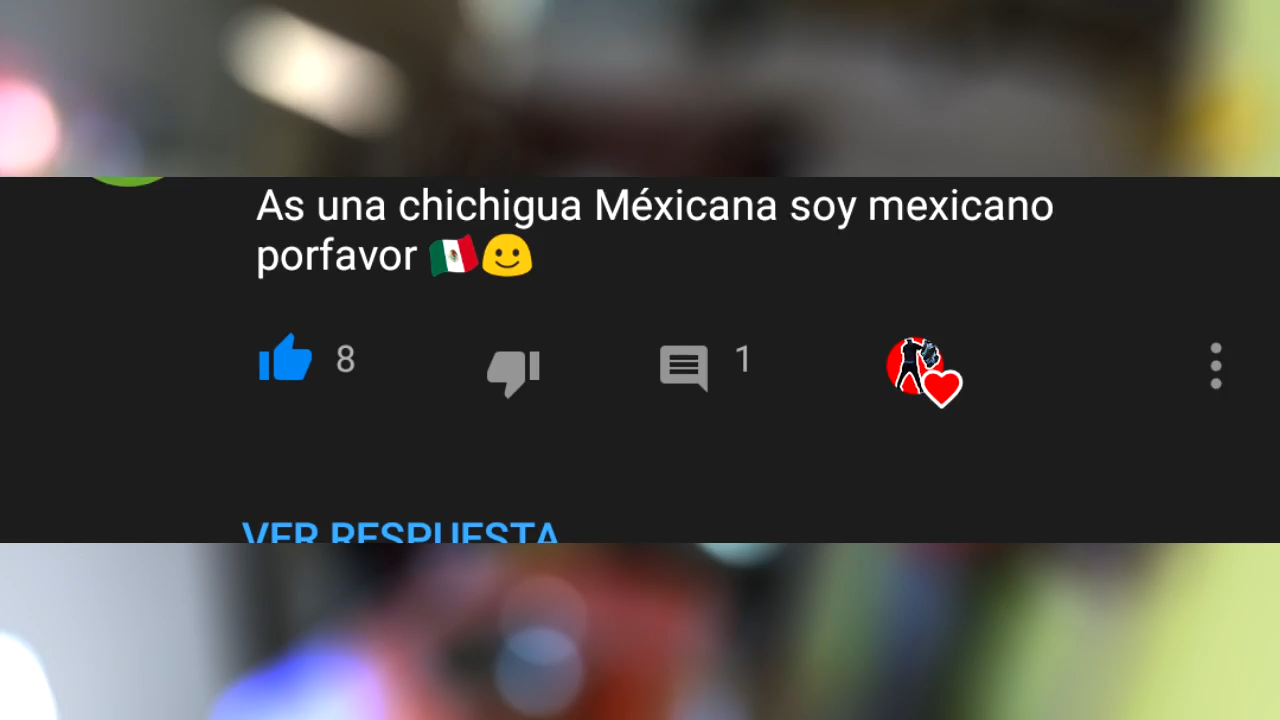 As una chichigua Méxicana soy mexicano
porfavor 🇲🇽🙂
8
1
VER RESPUESTA